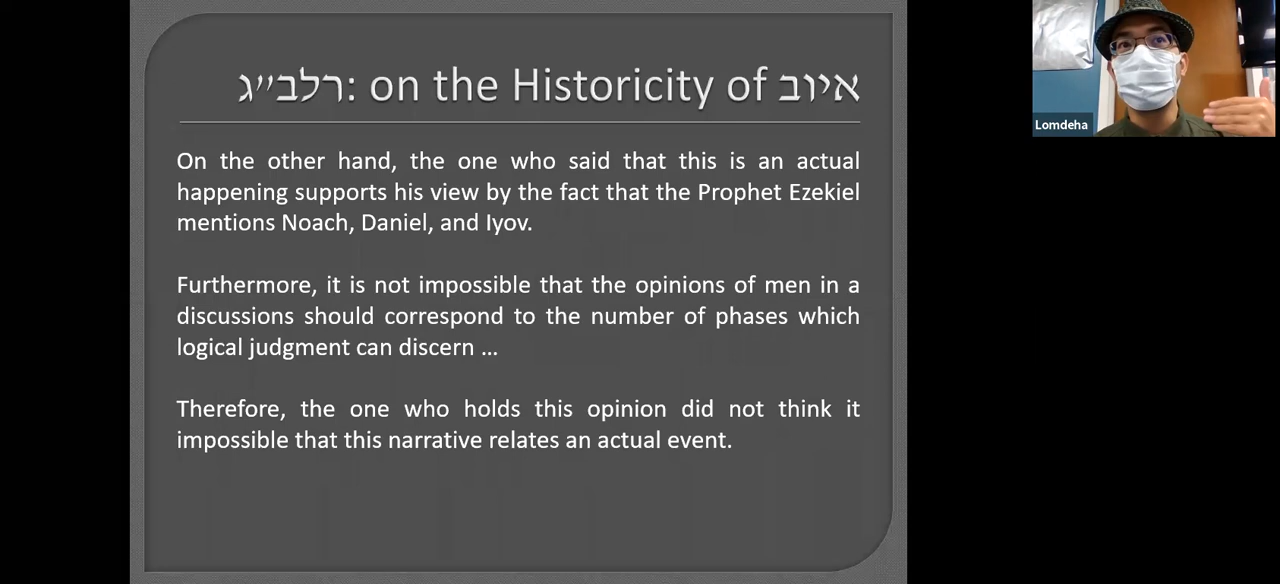 רלב״ג: on the Historicity of איוב
On the other hand, the one who said that this is an actual
happening supports his view by the fact that the Prophet Ezekiel
mentions Noach, Daniel, and Iyov.
Furthermore, it is not impossible that the opinions of men in a
discussions should correspond to the number of phases which
logical judgment can discern ...
Therefore, the one who holds this opinion did not think it
impossible that this narrative relates an actual event.
Lomdeha